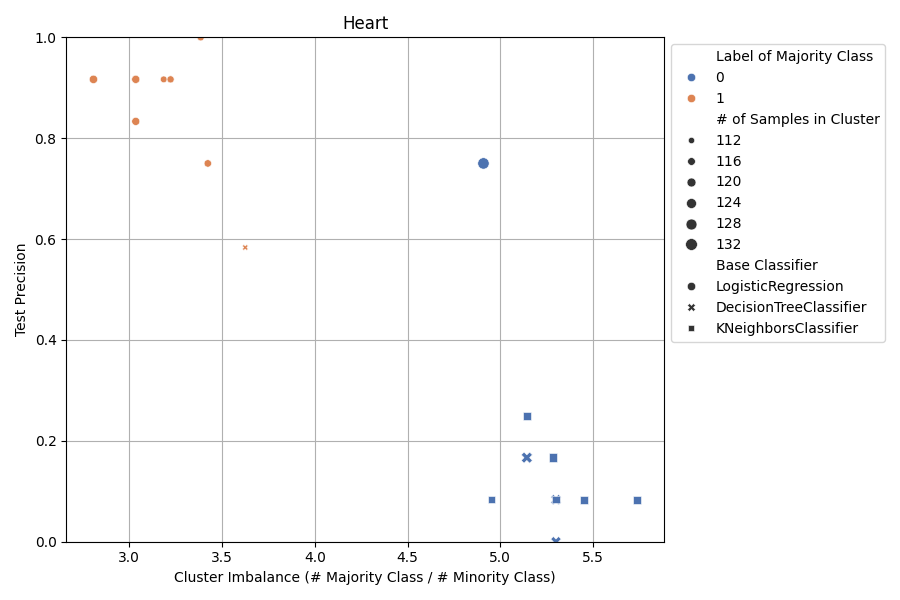 Heart
1.0
0.8
0.6
0.4
0.2
0.0
Test Precision
3.0
3.5
4.0
4.5
5.0
5.5
Cluster Imbalance (# Majority Class / # Minority Class)
Label of Majority Class
0
1
# of Samples in Cluster
112
116
120
124
128
132
Base Classifier
LogisticRegression
DecisionTreeClassifier
KNeighborsClassifier